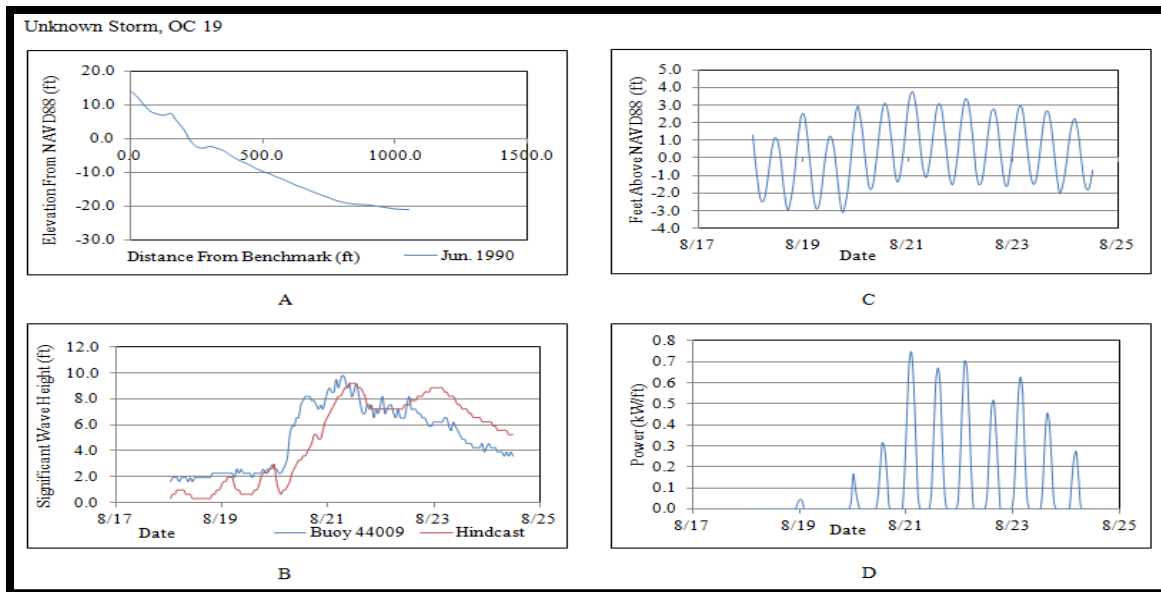 Unknown Storm, OC 19
Elevation From NAVD88 (ft)
20.0
10.0
0.0
-10.0
-20.0
-30.0
0.0 500.0 1000.0 1500.0
Distance From Benchmark (ft)
Jun. 1990
A
Feet Above NAVD88 (ft)
5.0
4.0
3.0
2.0
1.0
0.0
-1.0
-2.0
-3.0
-4.0
8/17 8/19 8/21 8/23 8/25
Date
C
Significant Wave Height (ft)
12.0
10.0
8.0
6.0
4.0
2.0
0.0
8/17 8/19 8/21 8/23 8/25
Date
Buoy 44009 Hindcast
B
Power (kW/ft)
0.8
0.7
0.6
0.5
0.4
0.3
0.2
0.1
0.0
8/17 8/19 8/21 8/23 8/25
Date
D